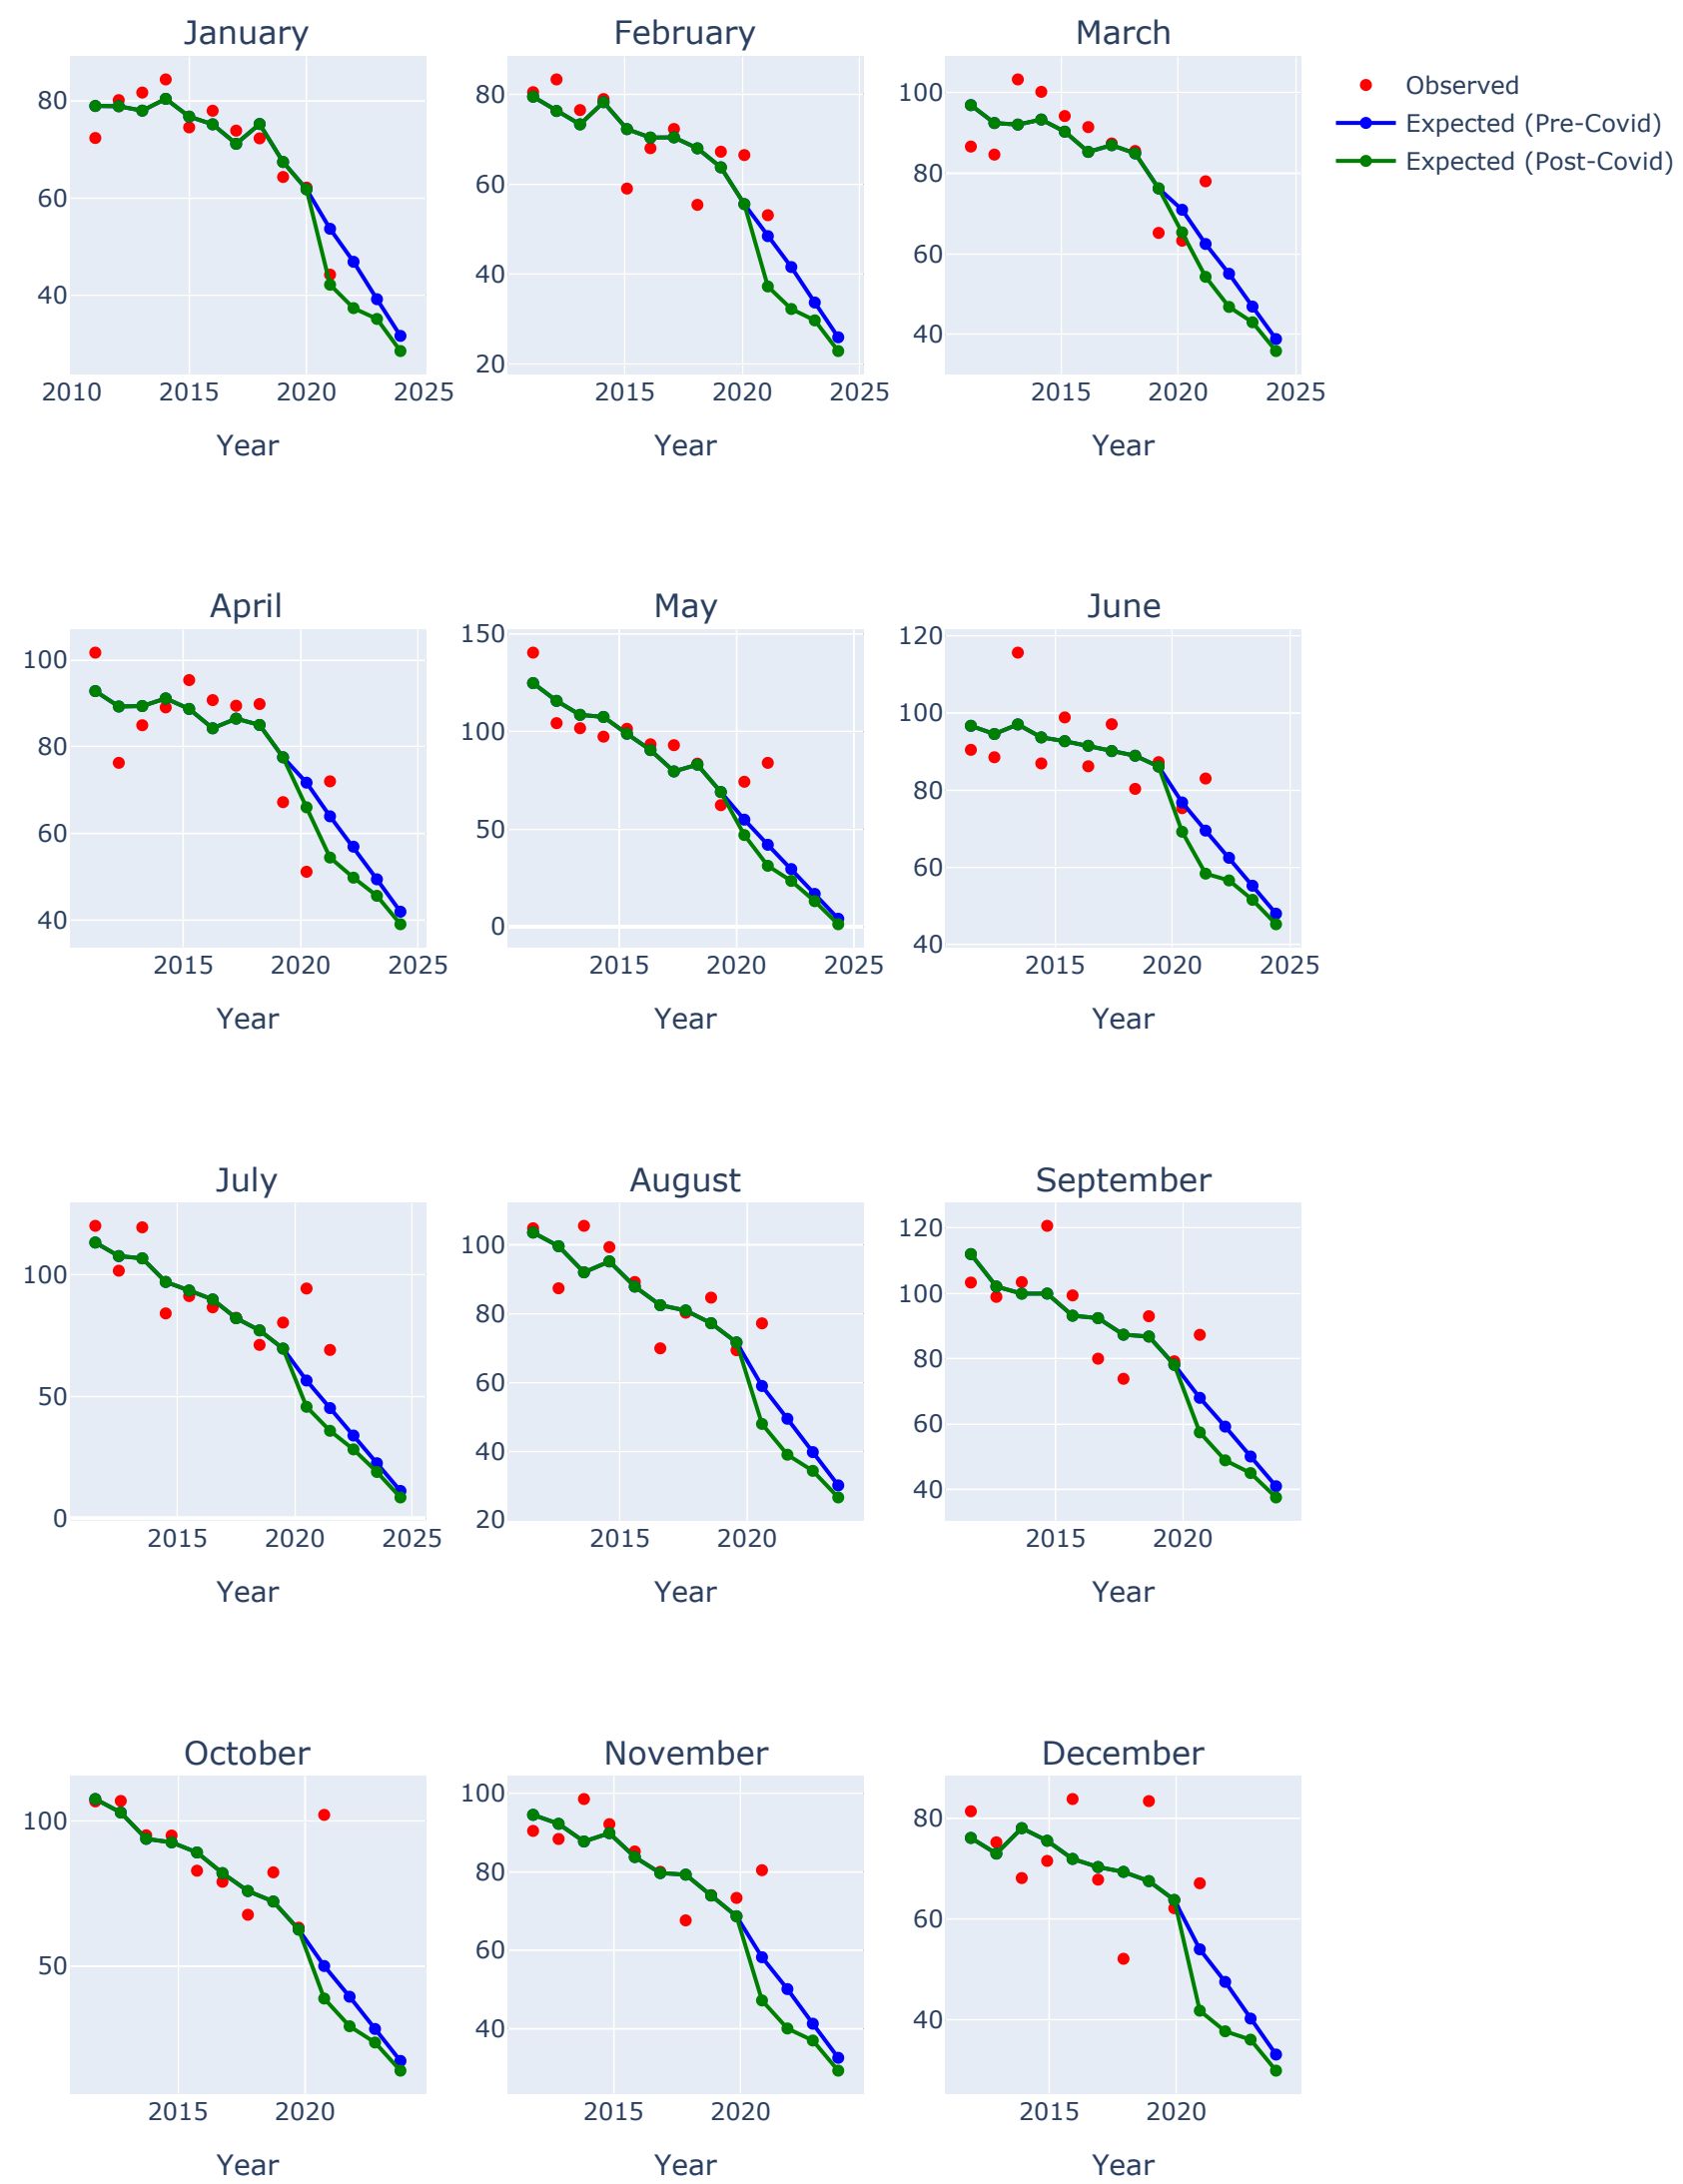 January
February
March
80
60
40
2010
2015
2020
2025
Year
80
60
40
20
2015
2020
2025
Year
100
80
60
40
2015
2020
2025
Year
Observed
Expected (Pre-Covid)
Expected (Post-Covid)
April
May
June
100
80
60
40
2015
2020
2025
Year
150
100
50
0
2015
2020
2025
Year
120
100
80
60
40
2015
2020
2025
Year
July
August
September
100
50
0
2015
2020
2025
Year
100
80
60
40
20
2015
2020
Year
120
100
80
60
40
2015
2020
Year
October
November
December
100
50
2015
2020
Year
100
80
60
40
2015
2020
Year
80
60
40
2015
2020
Year